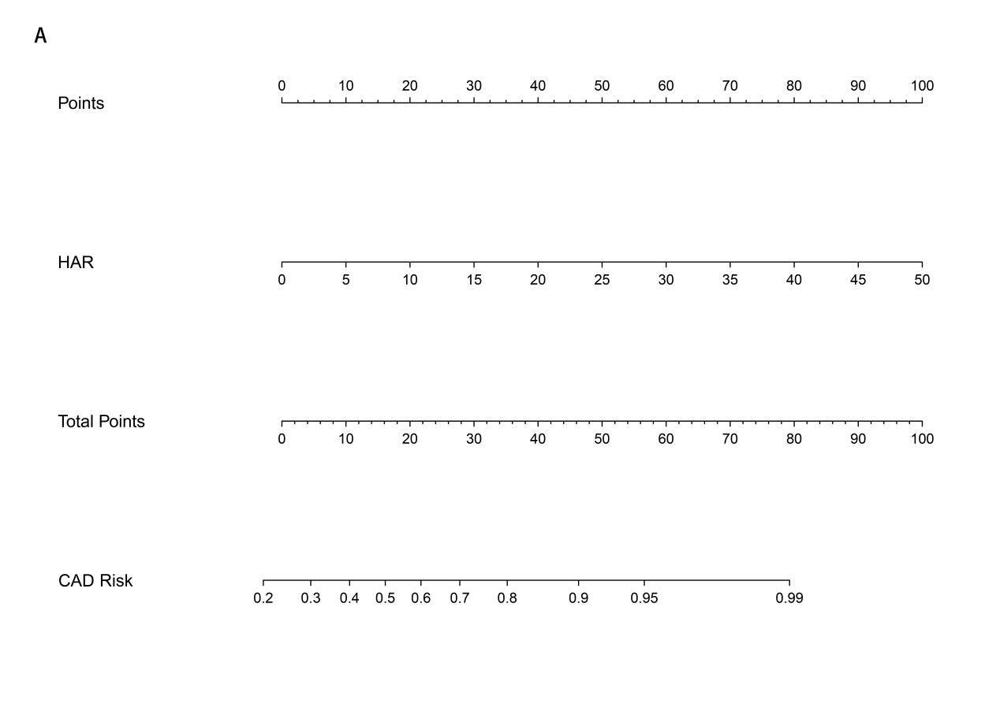 A
0 10 20 30 40 50 60 70 80 90 100
Points
HAR
0 5 10 15 20 25 30 35 40 45 50
Total Points
0 10 20 30 40 50 60 70 80 90 100
CAD Risk
0.2 0.3 0.4 0.5 0.6 0.7 0.8 0.9 0.95 0.99